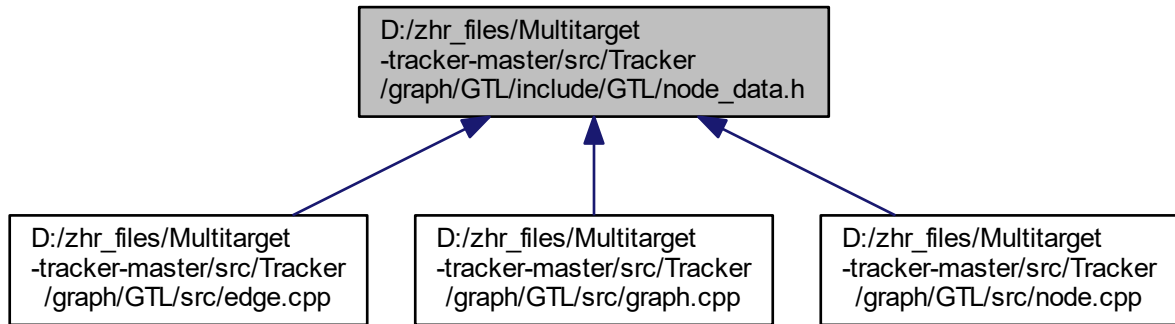 D:/zhr_files/Multitarget
-tracker-master/src/Tracker
/graph/GTL/include/GTL/node_data.h
D:/zhr_files/Multitarget
-tracker-master/src/Tracker
/graph/GTL/src/edge.cpp
D:/zhr_files/Multitarget
-tracker-master/src/Tracker
/graph/GTL/src/graph.cpp
D:/zhr_files/Multitarget
-tracker-master/src/Tracker
/graph/GTL/src/node.cpp